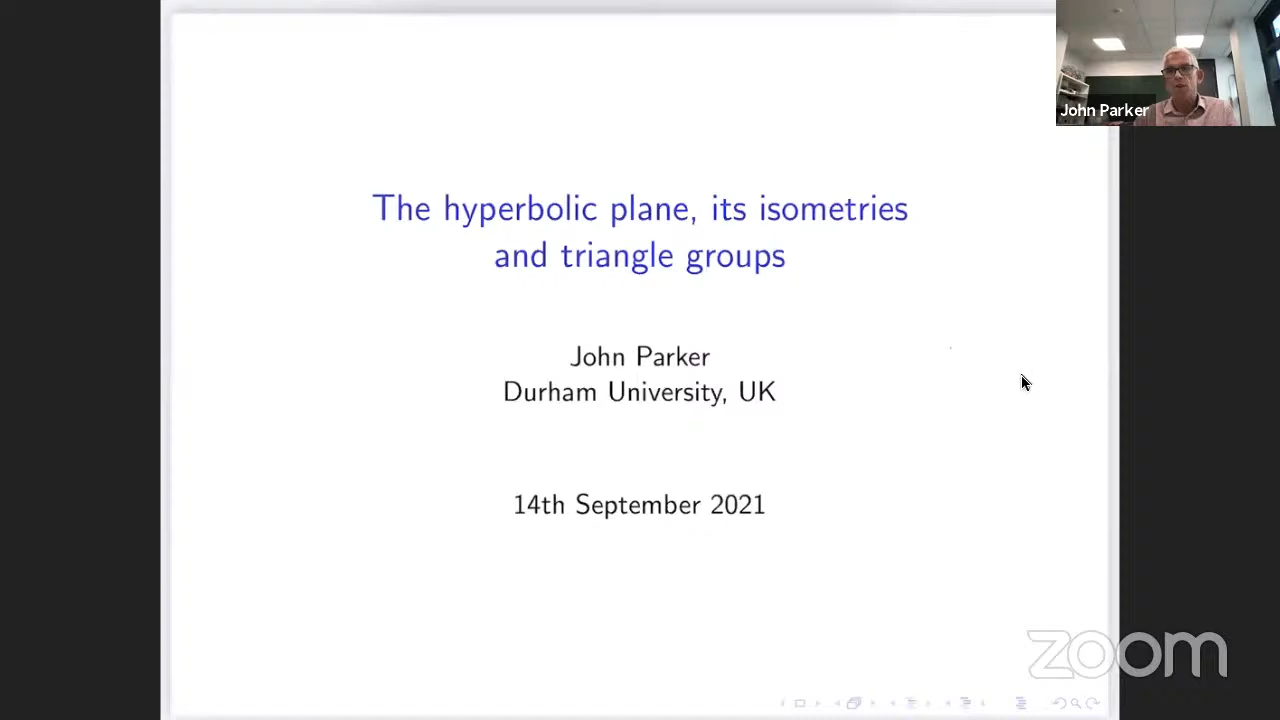 John Parker
The hyperbolic plane, its isometries
and triangle groups
John Parker
Durham University, UK
14th September 2021
zoom